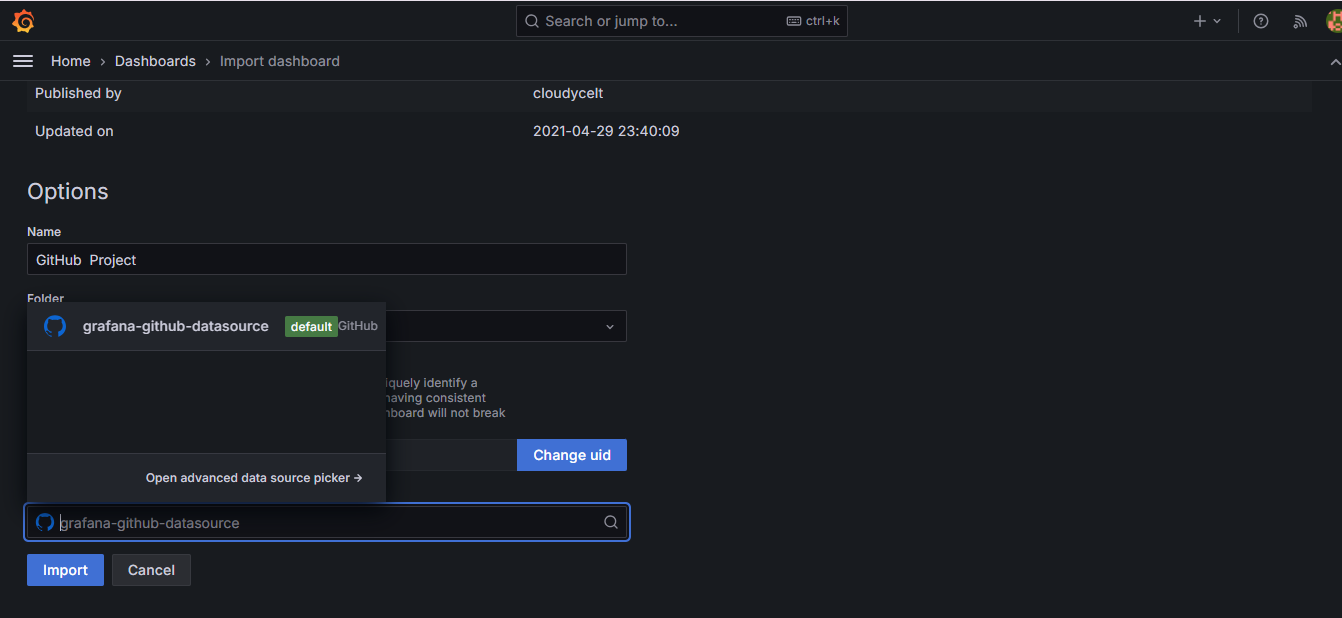 Search or jump to... ctrl+k
Home › Dashboards › Import dashboard
Published by cloudycelt
Updated on 2021-04-29 23:40:09
Options
Name
GitHub Project
Folder
grafana-github-datasource default GitHub
iquely identify a
having consistent
board will not break
Open advanced data source picker →
Change uid
grafana-github-datasource
Import Cancel